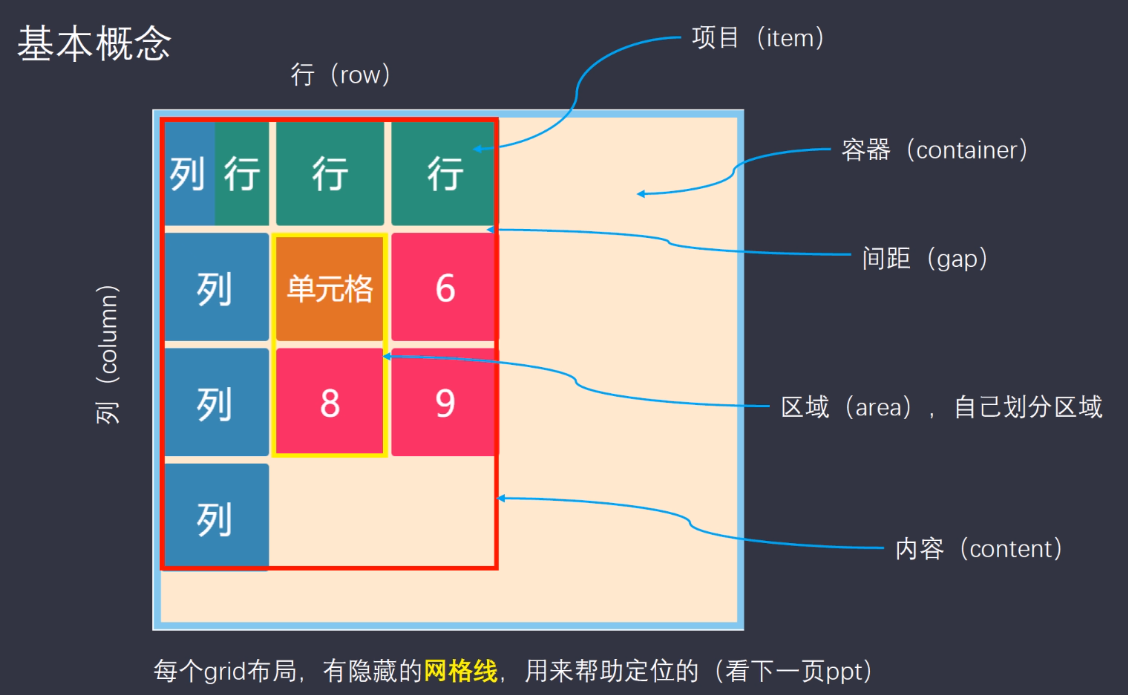 基本概念
项目（item）
行（row）
容器（container）
列 行 行 行
间距（gap）
列 单元格 6
列（column）
列 8 9
区域（area），自己划分区域
列
内容（content）
每个grid布局，有隐藏的网格线，用来帮助定位的（看下一页ppt）